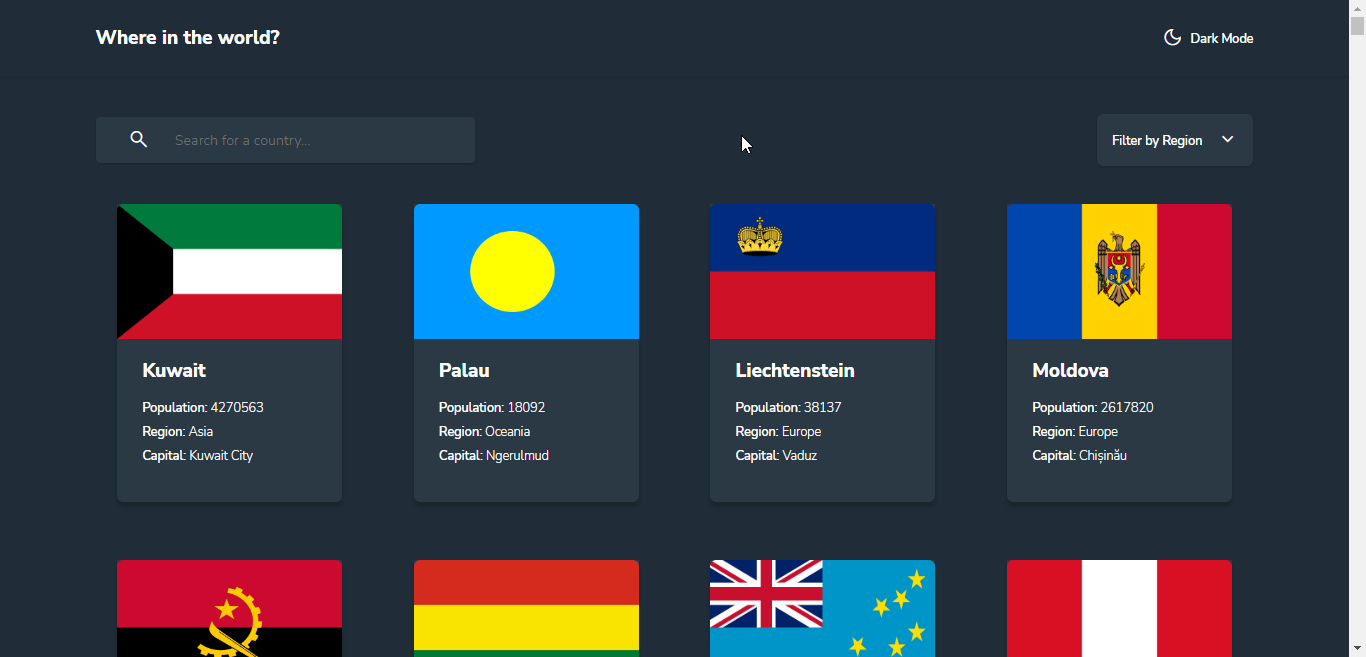 Where in the world?
Dark Mode
Search for a country...
Filter by Region
Kuwait
Population: 4270563
Region: Asia
Capital: Kuwait City
Palau
Population: 18092
Region: Oceania
Capital: Ngerulmud
Liechtenstein
Population: 38137
Region: Europe
Capital: Vaduz
Moldova
Population: 2617820
Region: Europe
Capital: Chișinău